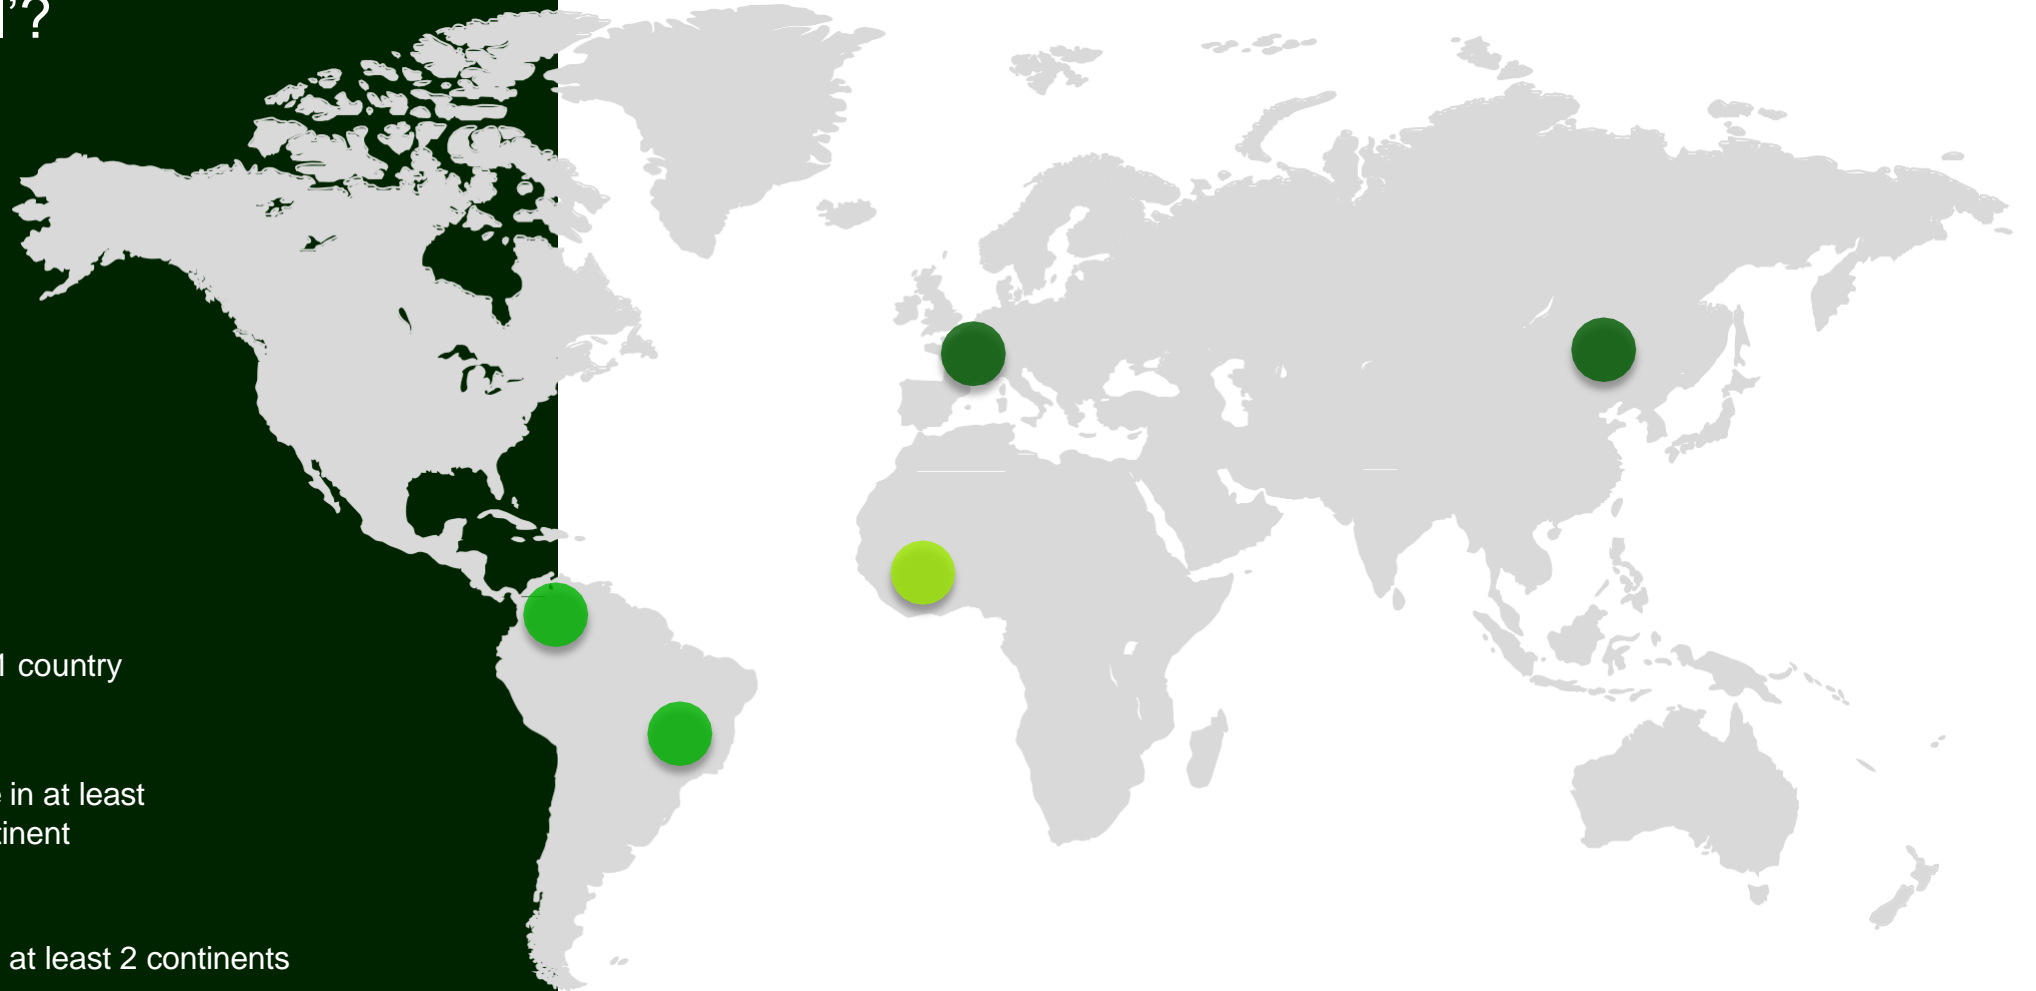 ’?
1 country
in at least
tinent
at least 2 continents